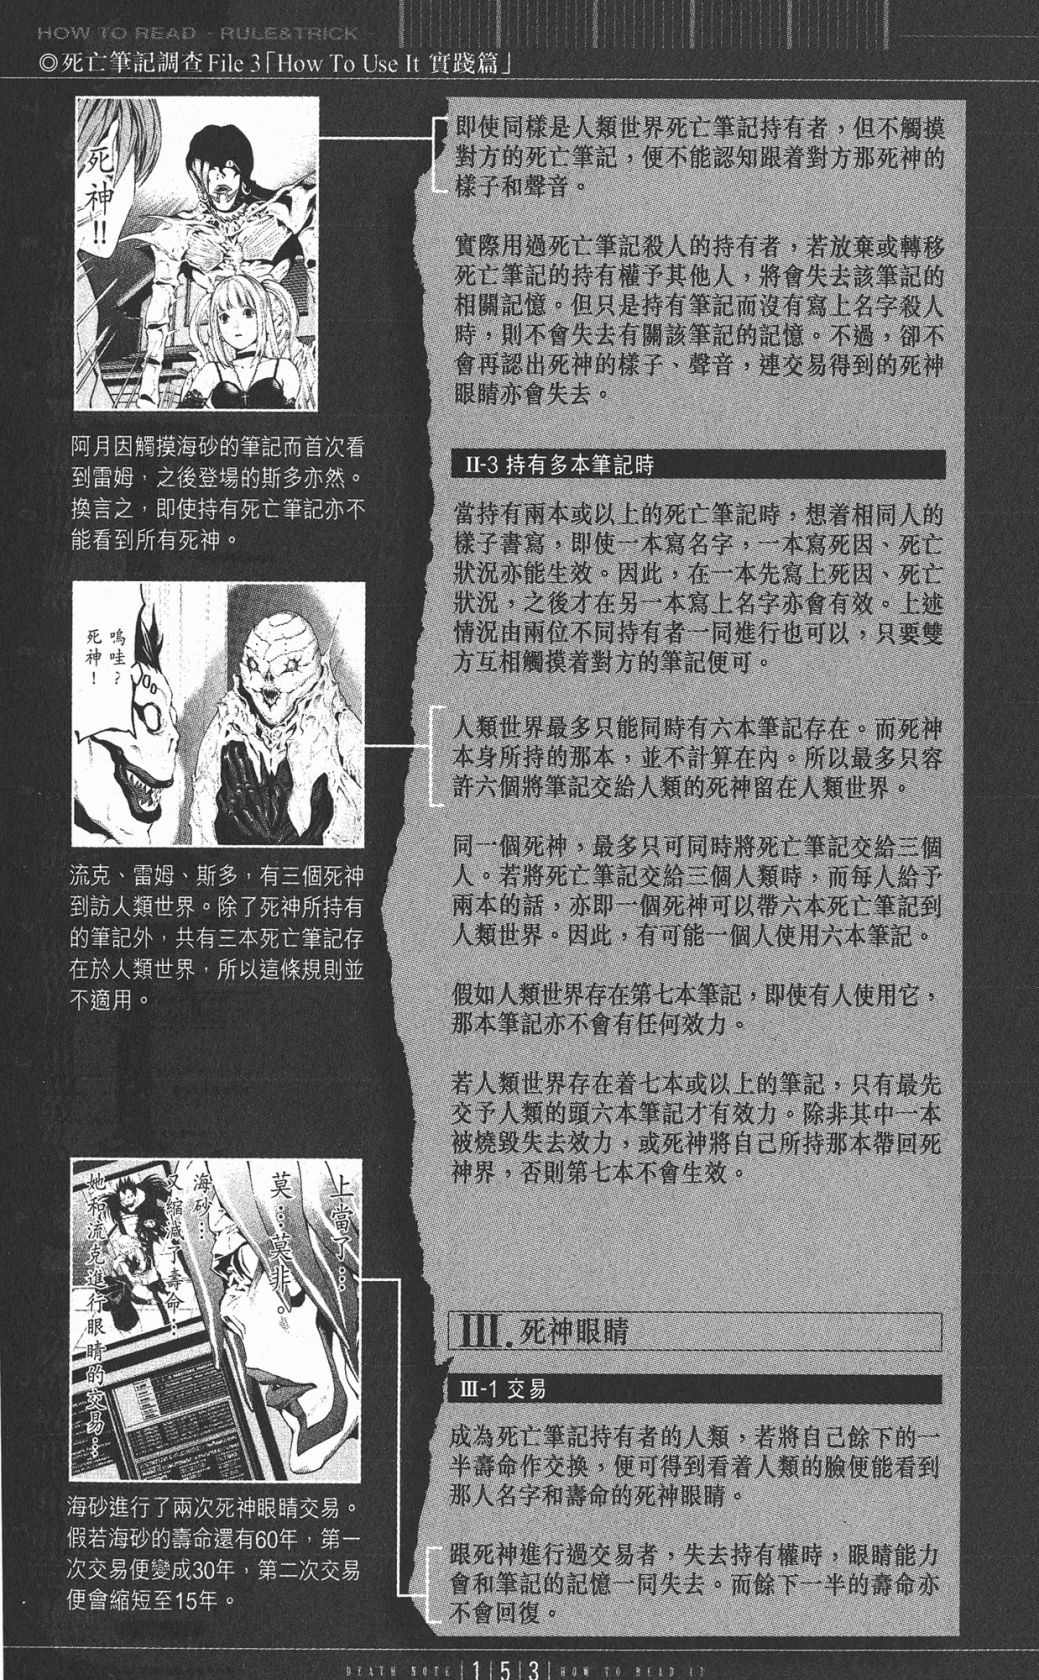 HOW TO READ - RULE&TRICK -
◎死亡筆記調查File 3「How To Use It 實踐篇」
死神!!
阿月因觸摸海砂的筆記而首次看
到雷姆，之後登場的斯多亦然。
換言之，即使持有死亡筆記亦不
能看到所有死神。
嗚哇？
死神！
流克、雷姆、斯多，有三個死神
到訪人類世界。除了死神所持有
的筆記外，共有三本死亡筆記存
在於人類世界，所以這條規則並
不適用。
上當了…
莫…莫非。
海砂…
又縮減了壽命…
她和流克進行眼睛的交易…
海砂進行了兩次死神眼睛交易。
假若海砂的壽命還有60年，第一
次交易便變成30年，第二次交易
便會縮短至15年。
即使同樣是人類世界死亡筆記持有者，但不觸摸
對方的死亡筆記，便不能認知跟着對方那死神的
樣子和聲音。
實際用過死亡筆記殺人的持有者，若放棄或轉移
死亡筆記的持有權予其他人，將會失去該筆記的
相關記憶。但只是持有筆記而沒有寫上名字殺人
時，則不會失去有關該筆記的記憶。不過，卻不
會再認出死神的樣子、聲音，連交易得到的死神
眼睛亦會失去。
II-3 持有多本筆記時
當持有兩本或以上的死亡筆記時，想着相同人的
樣子書寫，即使一本寫名字，一本寫死因、死亡
狀況亦能生效。因此，在一本先寫上死因、死亡
狀況，之後才在另一本寫上名字亦會有效。上述
情況由兩位不同持有者一同進行也可以，只要雙
方互相觸摸着對方的筆記便可。
人類世界最多只能同時有六本筆記存在。而死神
本身所持的那本，並不計算在內。所以最多只容
許六個將筆記交給人類的死神留在人類世界。
同一個死神，最多只可同時將死亡筆記交給三個
人。若將死亡筆記交給三個人類時，而每人給予
兩本的話，亦即一個死神可以帶六本死亡筆記到
人類世界。因此，有可能一個人使用六本筆記。
假如人類世界存在第七本筆記，即使有人使用它，
那本筆記亦不會有任何效力。
若人類世界存在着七本或以上的筆記，只有最先
交予人類的頭六本筆記才有效力。除非其中一本
被燒毀失去效力，或死神將自己所持那本帶回死
神界，否則第七本不會生效。
III. 死神眼睛
III-1 交易
成為死亡筆記持有者的人類，若將自己餘下的一
半壽命作交換，便可得到看着人類的臉便能看到
那人名字和壽命的死神眼睛。
跟死神進行過交易者，失去持有權時，眼睛能力
會和筆記的記憶一同失去。而餘下一半的壽命亦
不會回復。
DEATH NOTE |1|5|3| HOW TO READ 13